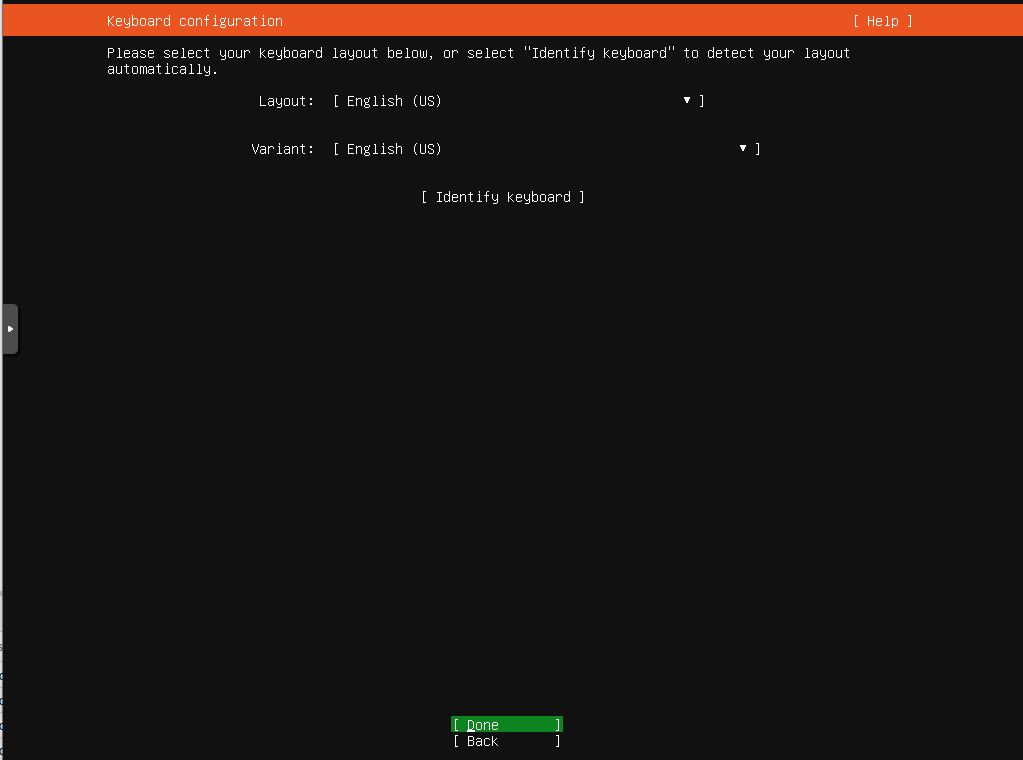 Keyboard configuration [ Help ]
Please select your keyboard layout below, or select "Identify keyboard" to detect your layout
automatically.
Layout: [ English (US) ▾ ]
Variant: [ English (US) ▾ ]
[ Identify keyboard ]
[ Done ]
[ Back ]